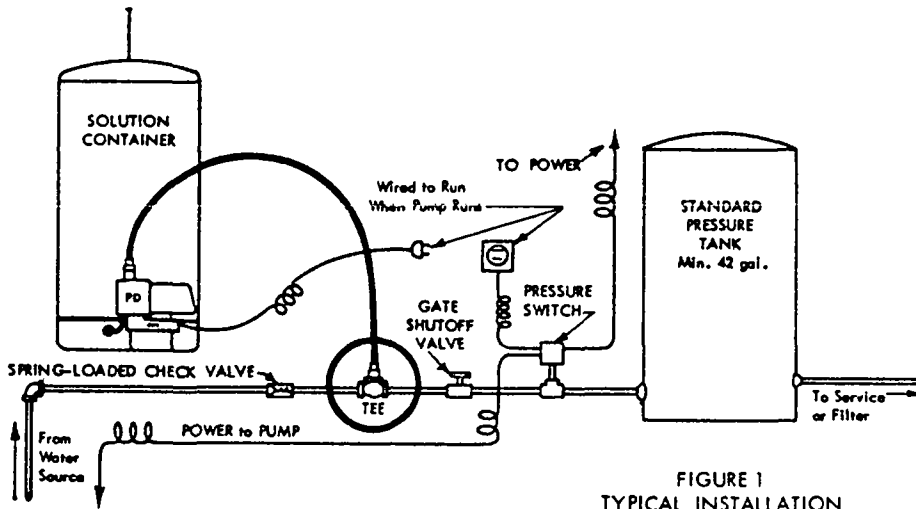 SOLUTION
CONTAINER
PD
TO POWER
Wired to Run
When Pump Runs
STANDARD
PRESSURE
TANK
Min. 42 gal.
PRESSURE
SWITCH
GATE
SHUTOFF
VALVE
SPRING-LOADED CHECK VALVE
TEE
To Service
or Filter
From
Water
Source
POWER to PUMP
FIGURE 1
TYPICAL INSTALLATION